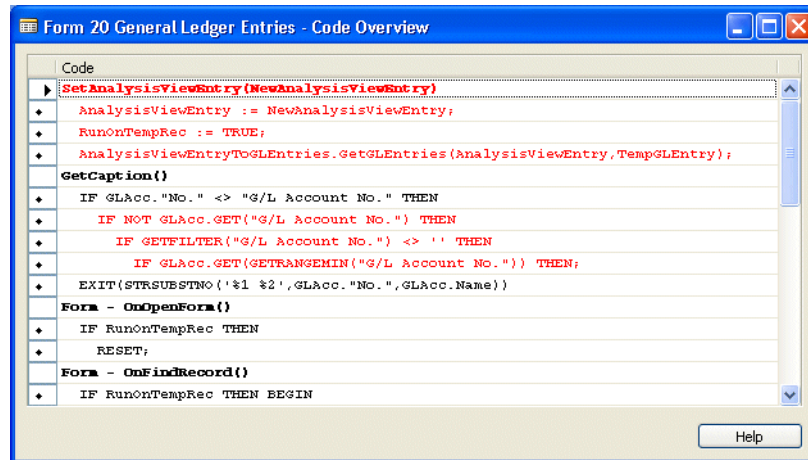 Form 20 General Ledger Entries - Code Overview
Code
SetAnalysisViewEntry(NewAnalysisViewEntry)
AnalysisViewEntry := NewAnalysisViewEntry;
RunOnTempRec := TRUE;
AnalysisViewEntryToGLEntries.GetGLEntries(AnalysisViewEntry,TempGLEntry);
GetCaption()
IF GLAcc."No." <> "G/L Account No." THEN
IF NOT GLAcc.GET("G/L Account No.") THEN
IF GETFILTER("G/L Account No.") <> '' THEN
IF GLAcc.GET(GETRANGEMIN("G/L Account No.")) THEN;
EXIT(STRSUBSTNO('%1 %2',GLAcc."No.",GLAcc.Name))
Form - OnOpenForm()
IF RunOnTempRec THEN
RESET;
Form - OnFindRecord()
IF RunOnTempRec THEN BEGIN
Help